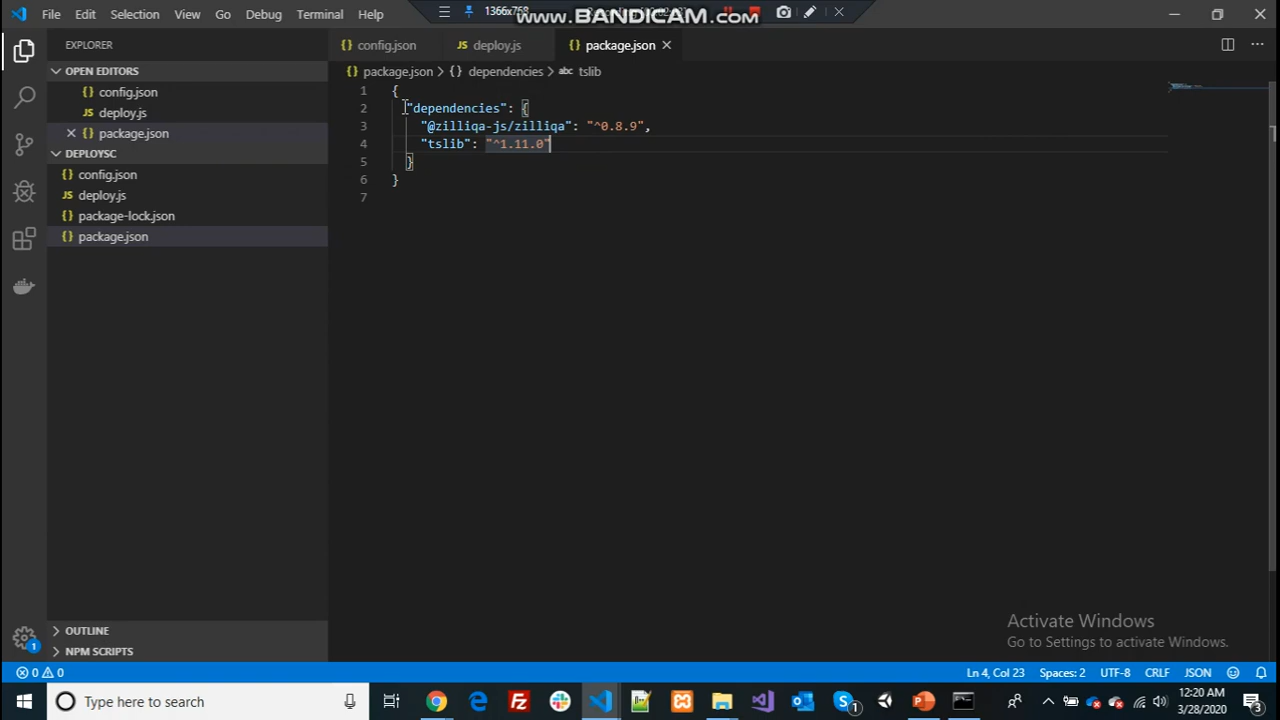 File Edit Selection View Go Debug Terminal Help
1366x768
www.BANDICAM.com
EXPLORER
config.json
deploy.js
package.json
OPEN EDITORS
config.json
deploy.js
package.json
DEPLOYSC
config.json
deploy.js
package-lock.json
package.json
OUTLINE
NPM SCRIPTS
package.json > {} dependencies > abc tslib
1 {
2 "dependencies": {
3 "@zilliqa-js/zilliqa": "^0.8.9",
4 "tslib": "^1.11.0"
5 }
6 }
7
Activate Windows
Go to Settings to activate Windows.
0 0
Ln 4, Col 23 Spaces: 2 UTF-8 CRLF JSON
Type here to search
12:20 AM
3/28/2020